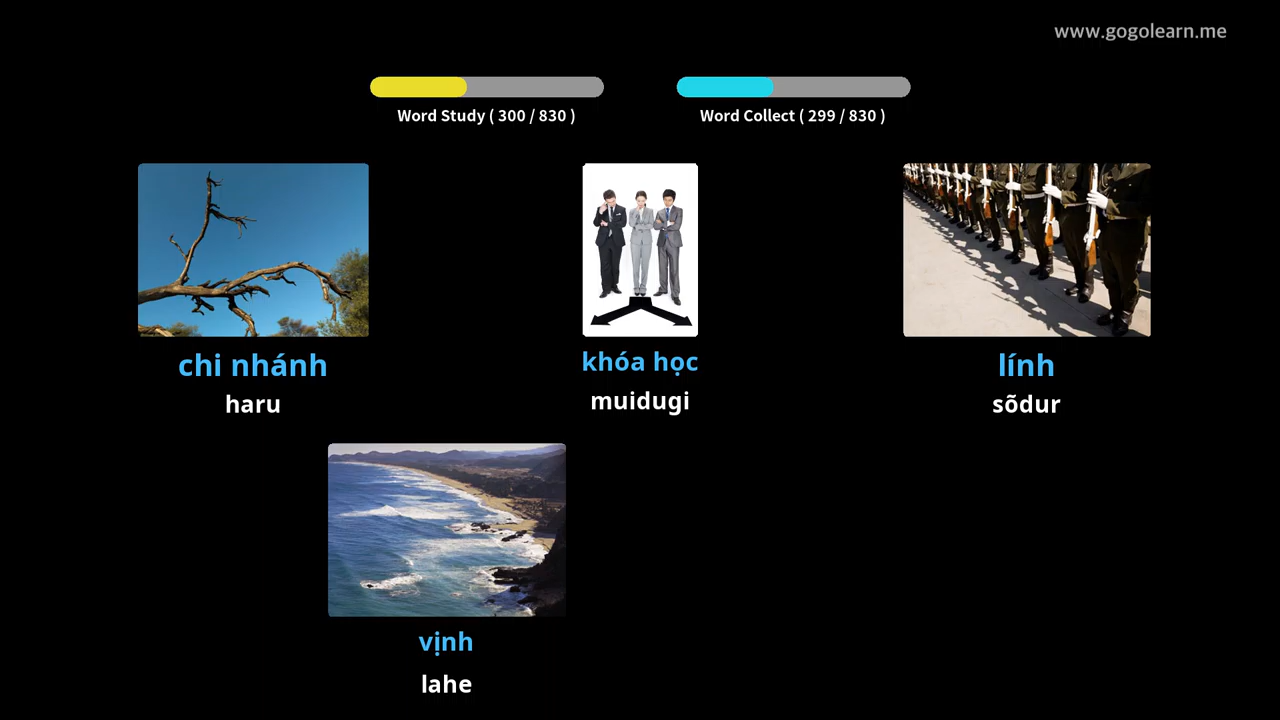 www.gogolearn.me
Word Study ( 300 / 830 )
Word Collect ( 299 / 830 )
chi nhánh
haru
khóa học
muidugi
lính
sõdur
vịnh
lahe